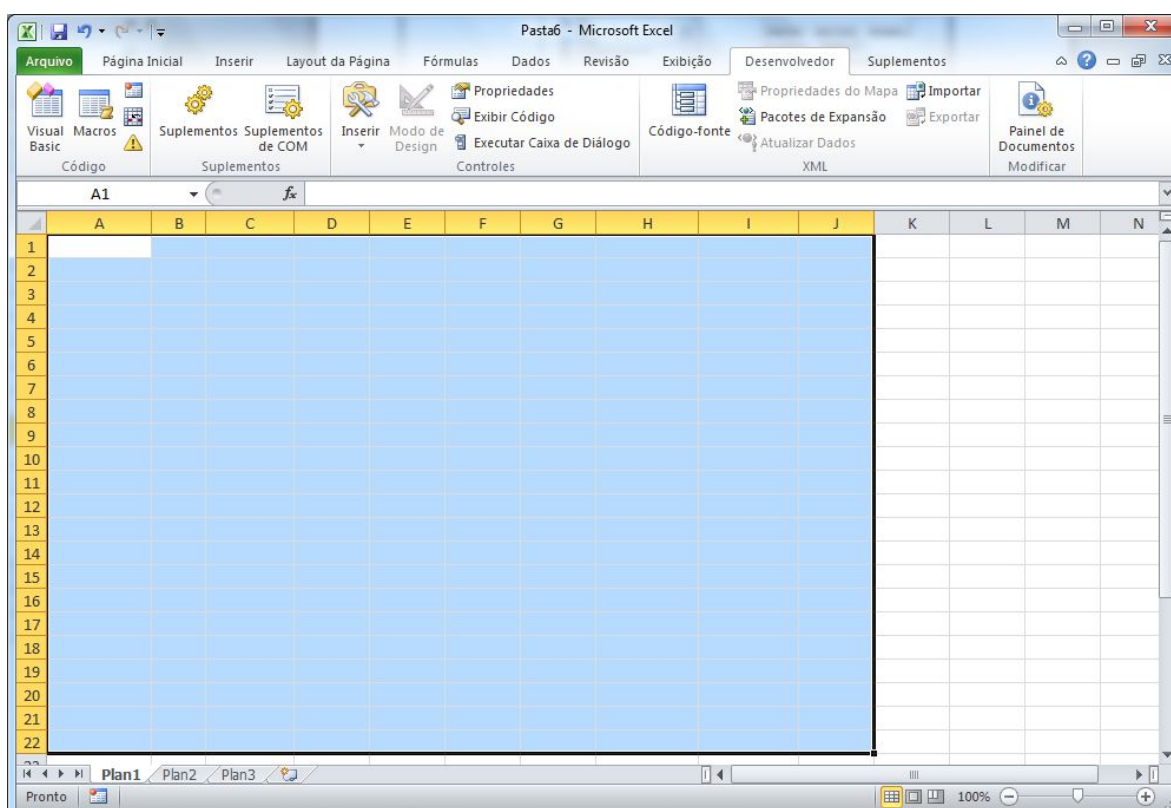 Pasta6 - Microsoft Excel
Arquivo Página Inicial Inserir Layout da Página Fórmulas Dados Revisão Exibição Desenvolvedor Suplementos
Visual Basic
Macros
Código
Suplementos
Suplementos de COM
Suplementos
Inserir
Modo de Design
Propriedades
Exibir Código
Executar Caixa de Diálogo
Controles
Código-fonte
Propriedades do Mapa
Pacotes de Expansão
Atualizar Dados
Importar
Exportar
XML
Painel de Documentos
Modificar
A1 fx
A B C D E F G H I J K L M N
1
2
3
4
5
6
7
8
9
10
11
12
13
14
15
16
17
18
19
20
21
22
Plan1 Plan2 Plan3
Pronto 100%